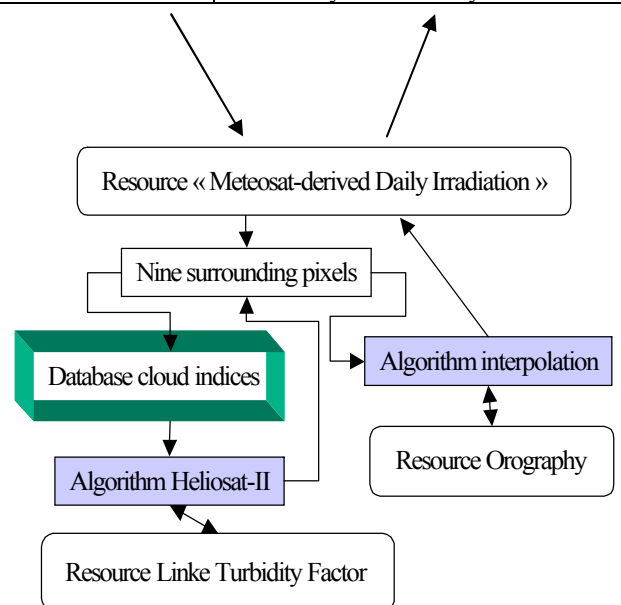 Resource « Meteosat-derived Daily Irradiation »
Nine surrounding pixels
Database cloud indices
Algorithm interpolation
Algorithm Heliosat-II
Resource Orography
Resource Linke Turbidity Factor